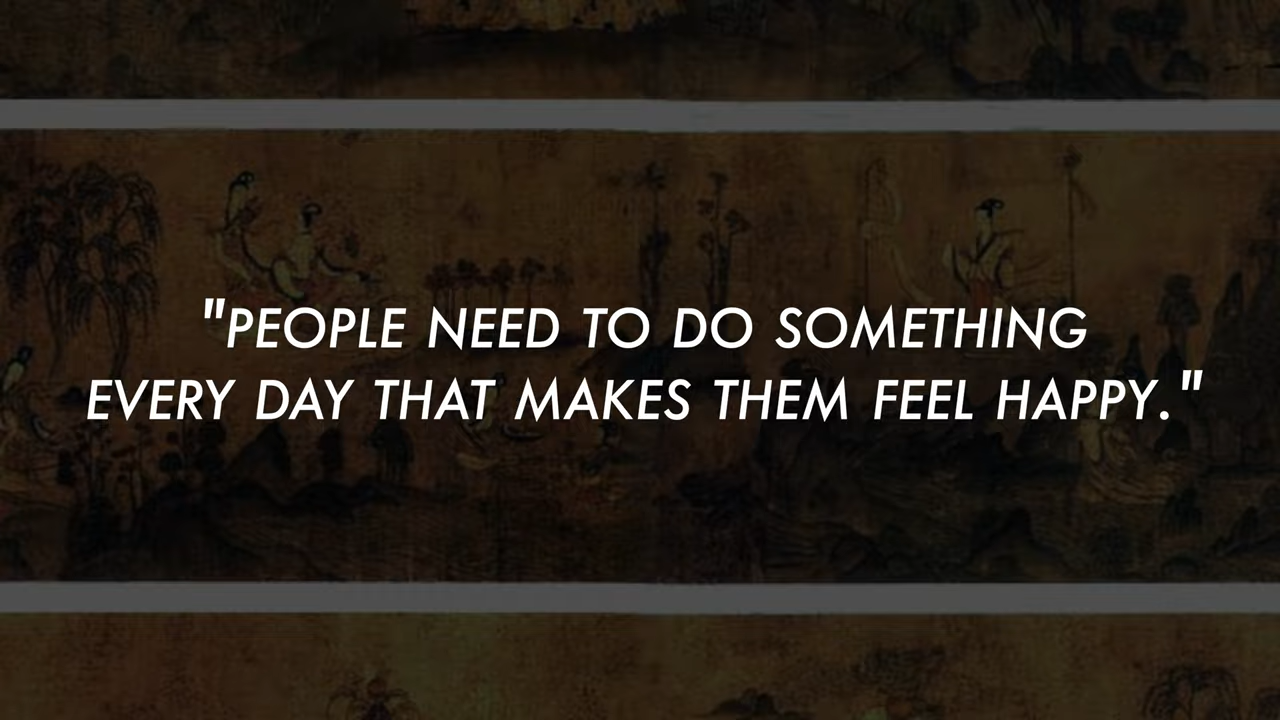 "PEOPLE NEED TO DO SOMETHING
EVERY DAY THAT MAKES THEM FEEL HAPPY."